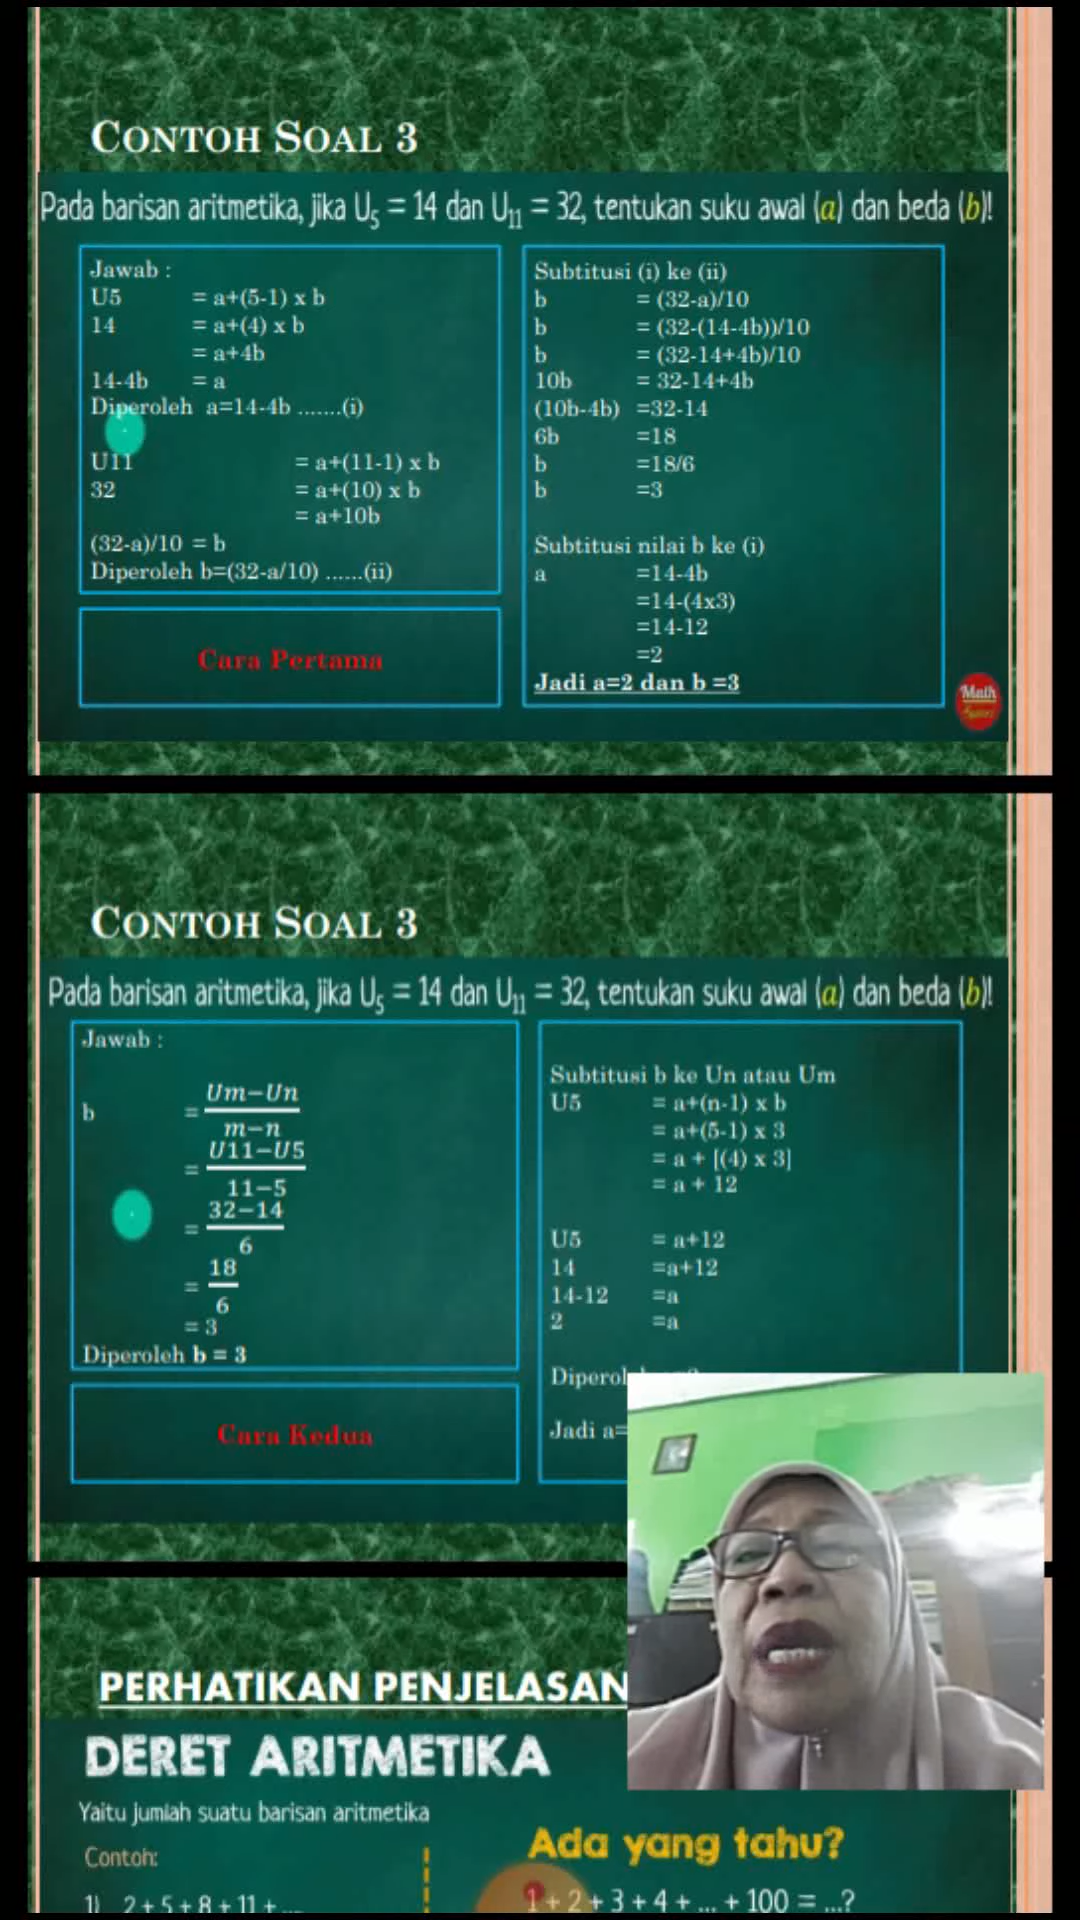 CONTOH SOAL 3
Pada barisan aritmetika, jika U5 = 14 dan U11 = 32, tentukan suku awal (a) dan beda (b)!
Jawab :
U5 = a+(5-1) x b
14 = a+(4) x b
= a+4b
14-4b = a
Diperoleh a=14-4b .......(i)
U11 = a+(11-1) x b
32 = a+(10) x b
= a+10b
(32-a)/10 = b
Diperoleh b=(32-a/10) ......(ii)
Cara Pertama
Subtitusi (i) ke (ii)
b = (32-a)/10
b = (32-(14-4b))/10
b = (32-14+4b)/10
10b = 32-14+4b
(10b-4b) =32-14
6b =18
b =18/6
b =3
Subtitusi nilai b ke (i)
a =14-4b
=14-(4x3)
=14-12
=2
Jadi a=2 dan b =3
Math
CONTOH SOAL 3
Pada barisan aritmetika, jika U5 = 14 dan U11 = 32, tentukan suku awal (a) dan beda (b)!
Jawab :
b = Um−Un / m−n
= U11−U5 / 11−5
= 32−14 / 6
= 18 / 6
= 3
Diperoleh b = 3
Cara Kedua
Subtitusi b ke Un atau Um
U5 = a+(n-1) x b
= a+(5-1) x 3
= a + [(4) x 3]
= a + 12
U5 = a+12
14 =a+12
14-12 =a
2 =a
Jadi a=
PERHATIKAN PENJELASAN
DERET ARITMETIKA
Yaitu jumlah suatu barisan aritmetika
Contoh:
1) 2 + 5 + 8 + 11 + ...
Ada yang tahu?
1 + 2 + 3 + 4 + ... + 100 = ...?